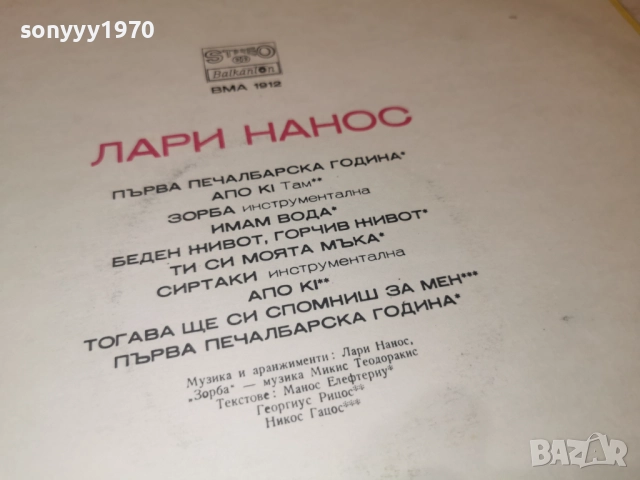 sonyyy1970
STEREO
Balkanton
ВМА 1912
ЛАРИ НАНОС
ПЪРВА ПЕЧАЛБАРСКА ГОДИНА*
АПО КІ Там**
ЗОРБА инструментална
ИМАМ ВОДА*
БЕДЕН ЖИВОТ, ГОРЧИВ ЖИВОТ*
ТИ СИ МОЯТА МЪКА*
СИРТАКИ инструментална
АПО КІ**
ТОГАВА ЩЕ СИ СПОМНИШ ЗА МЕН***
ПЪРВА ПЕЧАЛБАРСКА ГОДИНА*
Музика и аранжименти: Лари Нанос,
„Зорба" — музика Микис Теодоракис
Текстове: Манос Елефтериу*
Георгиус Рицос**
Никос Гацос***
BAZAR